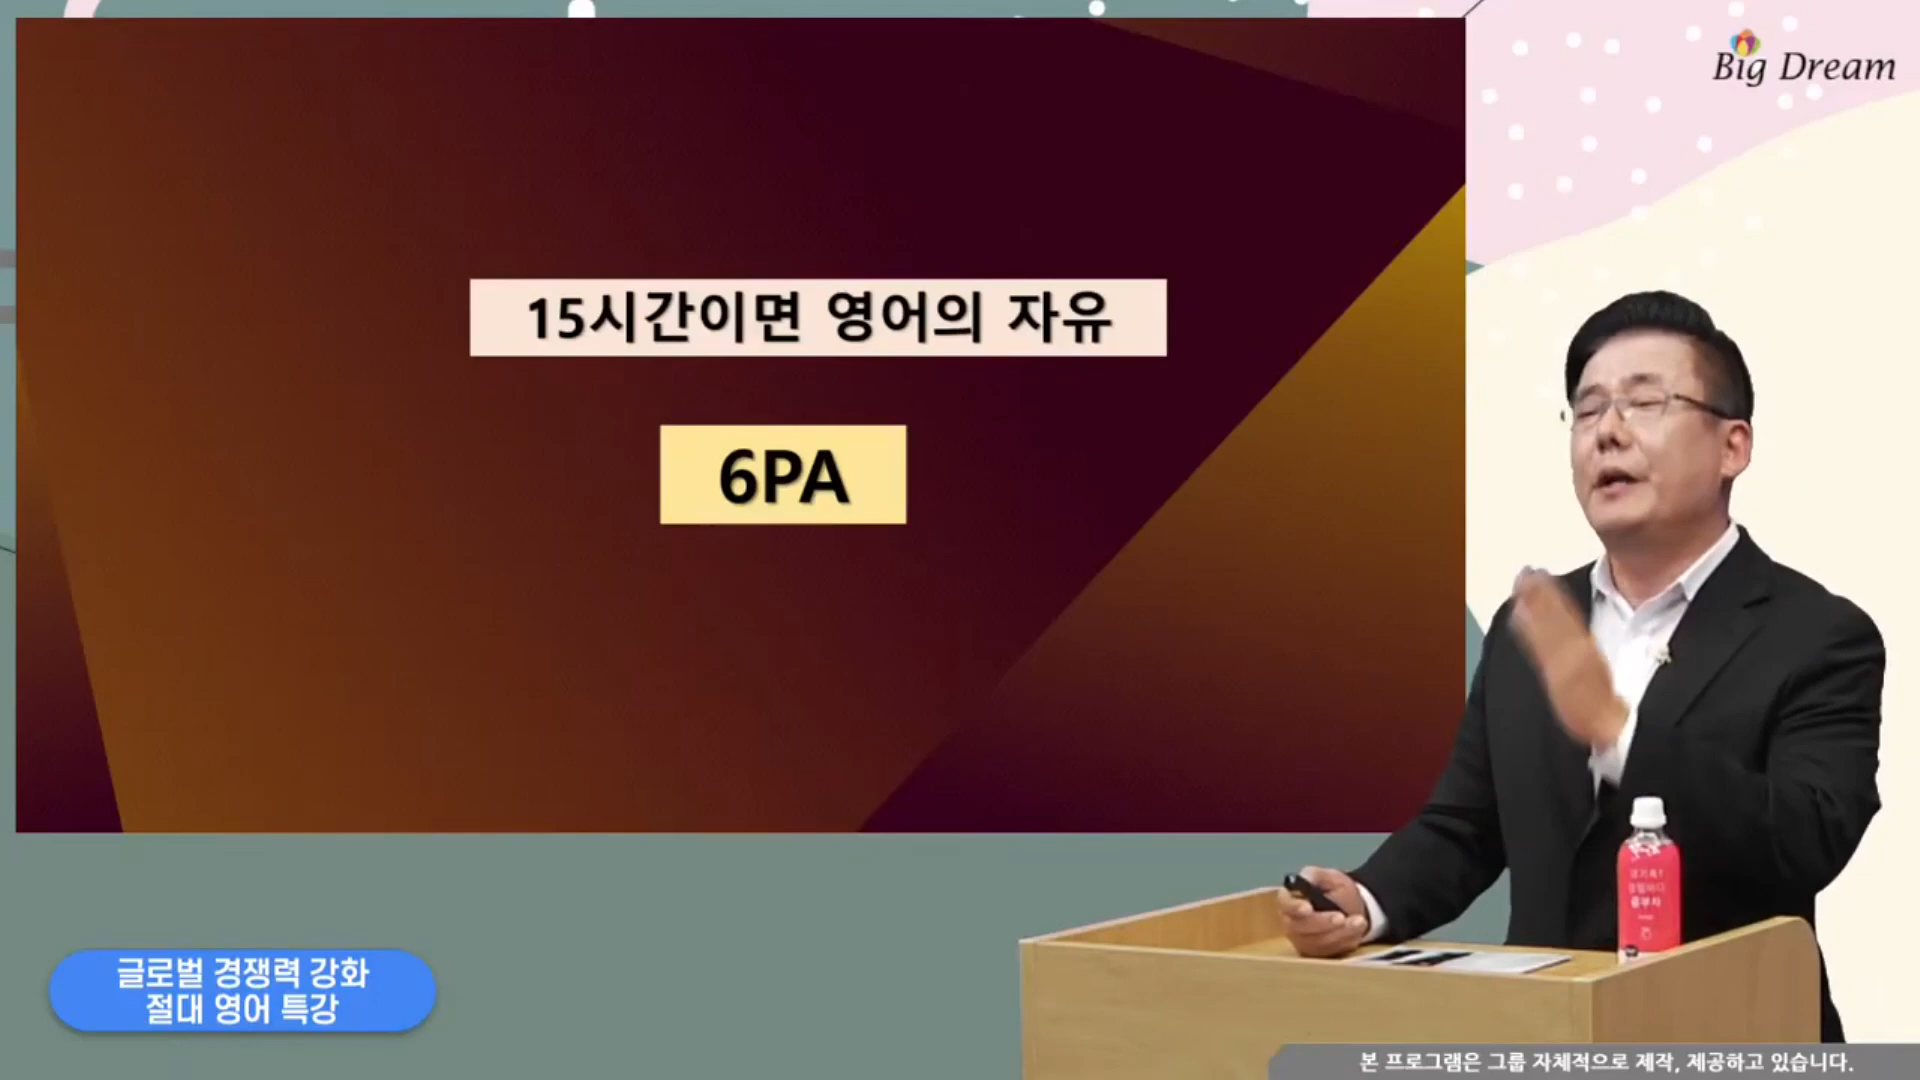 Big Dream
15시간이면 영어의 자유
6PA
글로벌 경쟁력 강화
절대 영어 특강
본 프로그램은 그룹 자체적으로 제작, 제공하고 있습니다.